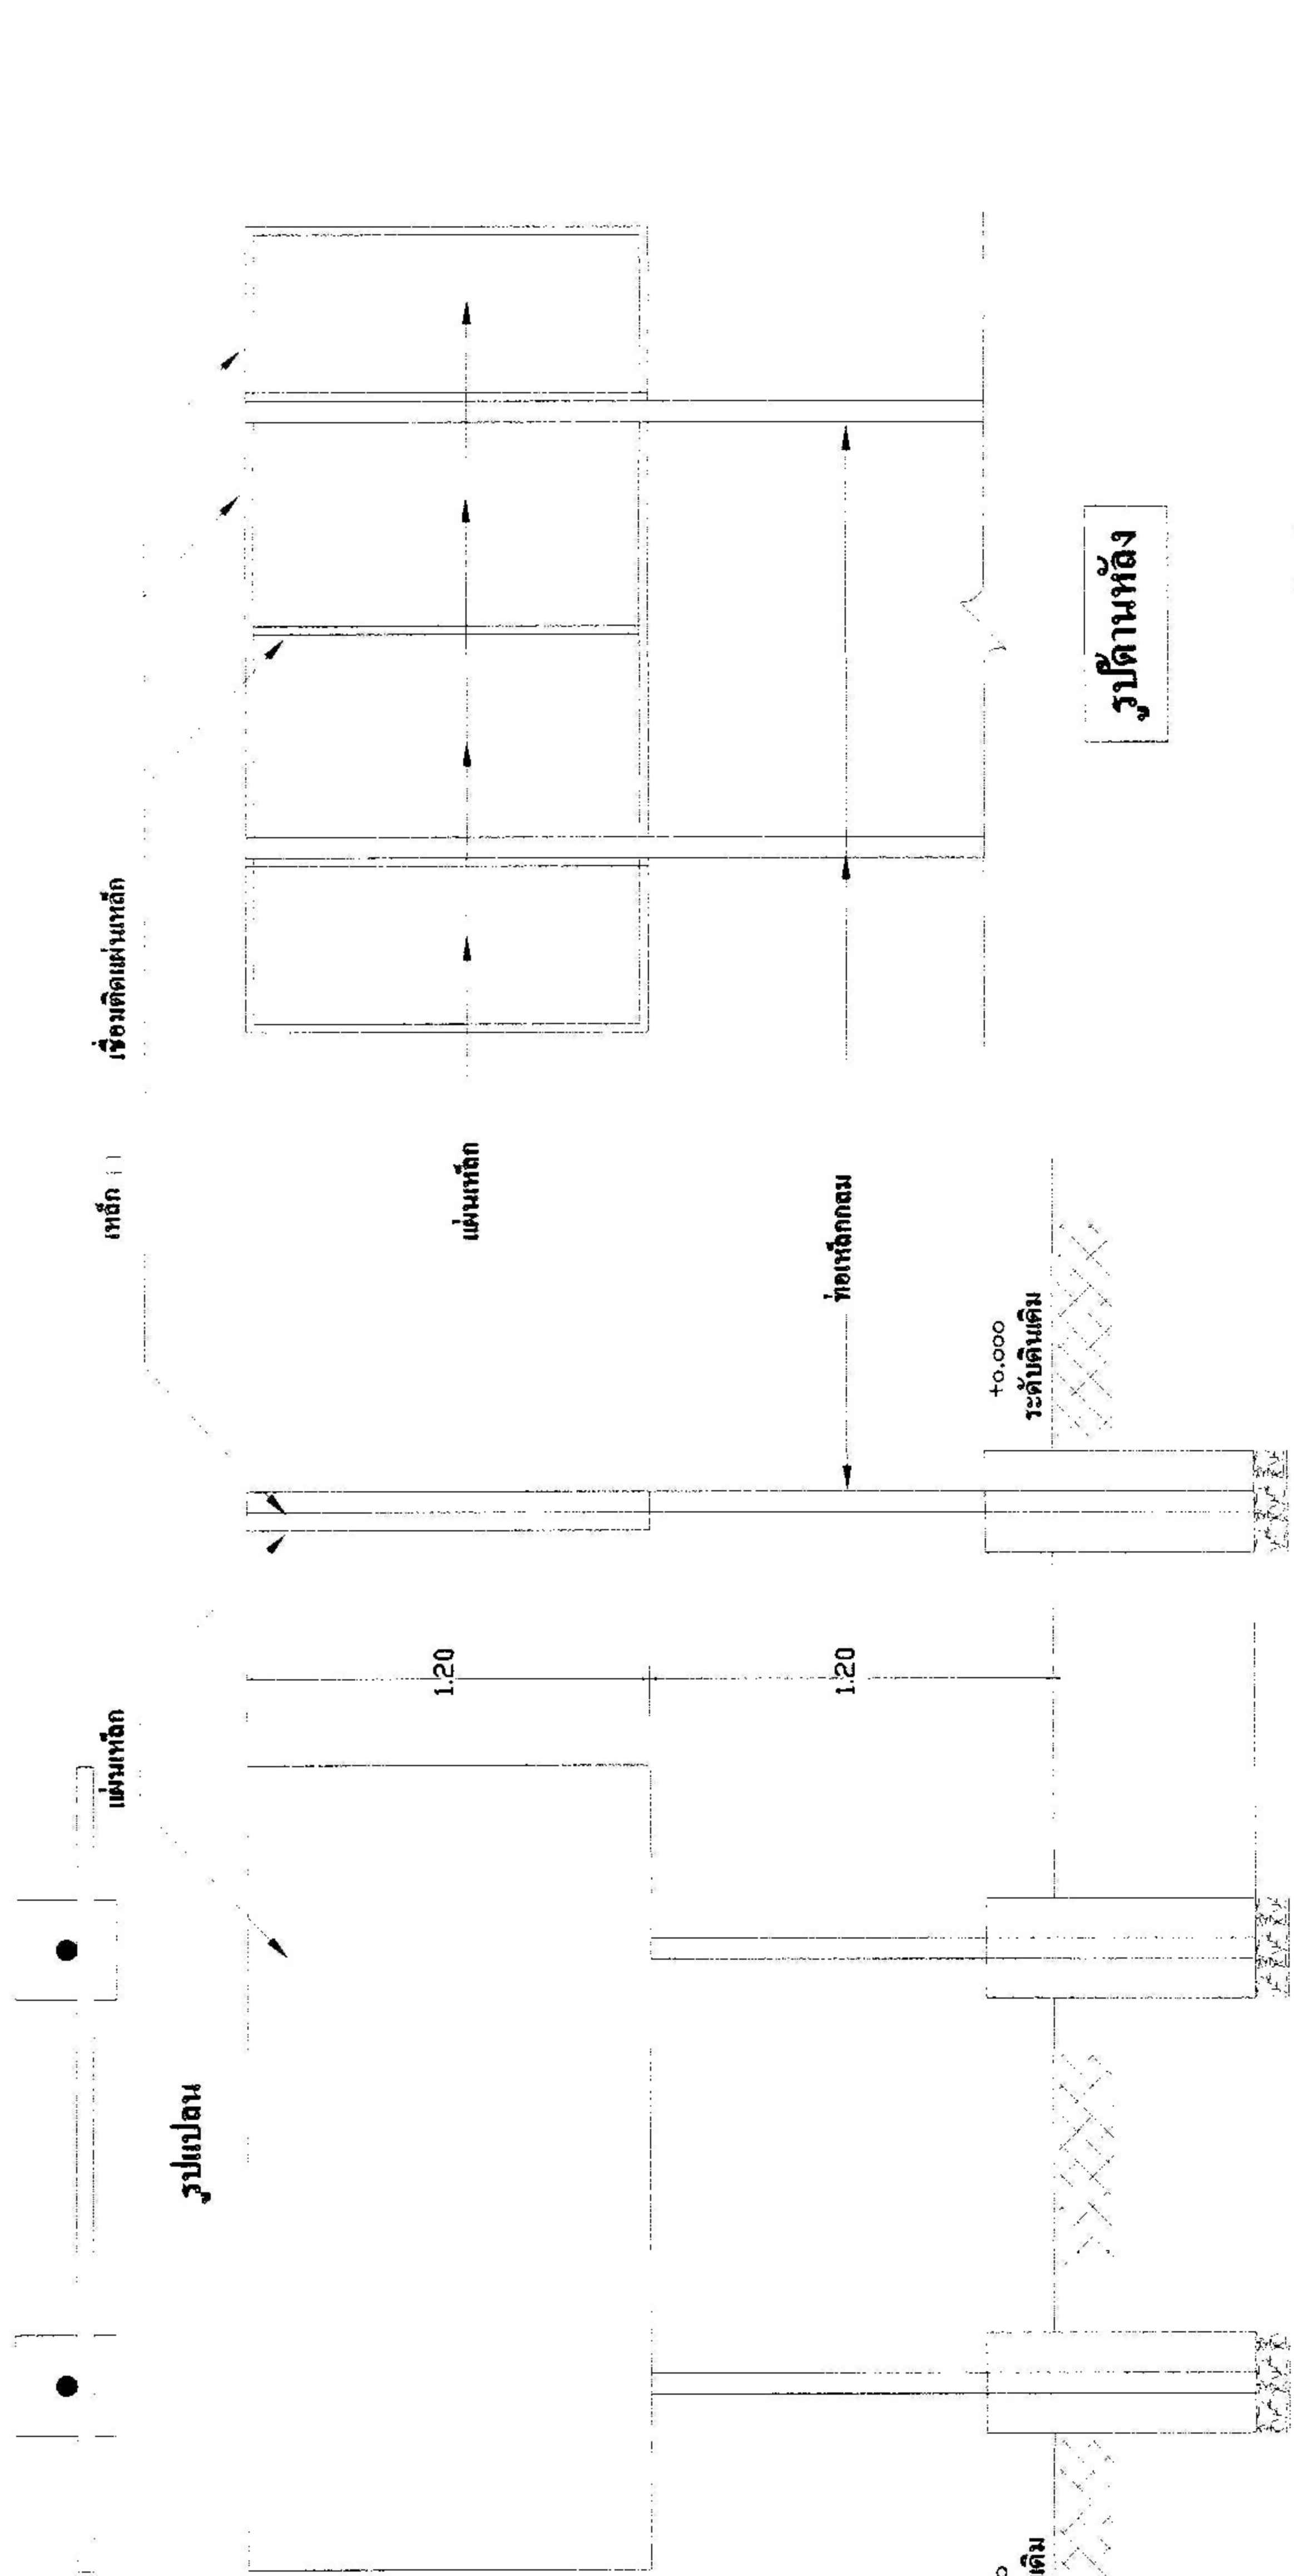 เหล็ก เชื่อมติดแผ่นเหล็ก
แผ่นเหล็ก
รูปแปลน
แผ่นเหล็ก
1.20
ท่อเหล็กกลม
1.20
+0.000
ระดับดินเดิม
รูปด้านหลัง